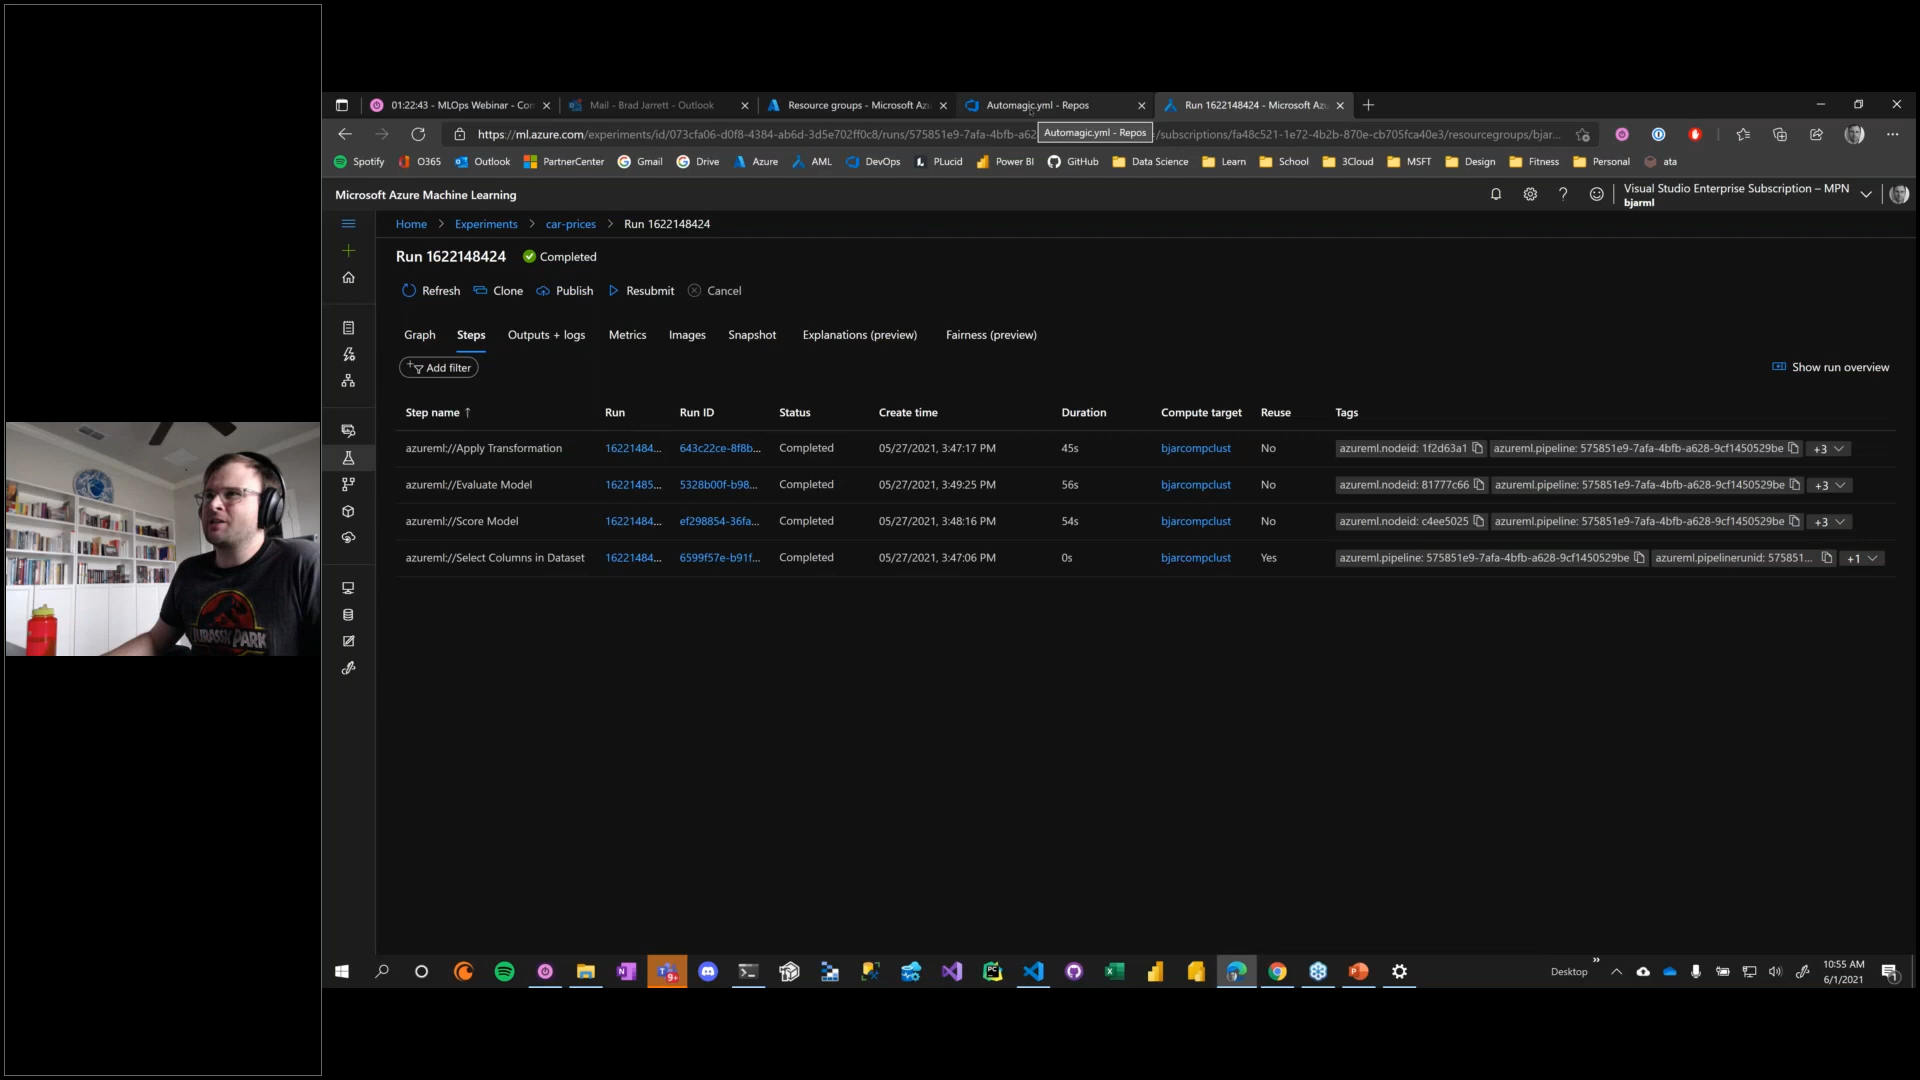 01:22:43 - MLOps Webinar - Con
Mail - Brad Jarrett - Outlook
Resource groups - Microsoft Azu
Automagic.yml - Repos
Run 1622148424 - Microsoft Azu
https://ml.azure.com/experiments/id/073cfa06-d0f8-4384-ab6d-3d5e702ff0c8/runs/575851e9-7afa-4bfb-a62
/subscriptions/fa48c521-1e72-4b2b-870e-cb705fca40e3/resourcegroups/bjar...
Automagic.yml - Repos
Spotify O365 Outlook PartnerCenter Gmail Drive Azure AML DevOps PLucid Power BI GitHub Data Science Learn School 3Cloud MSFT Design Fitness Personal ata
Microsoft Azure Machine Learning
Visual Studio Enterprise Subscription – MPN
bjarml
Home > Experiments > car-prices > Run 1622148424
Run 1622148424 Completed
Refresh Clone Publish Resubmit Cancel
Graph Steps Outputs + logs Metrics Images Snapshot Explanations (preview) Fairness (preview)
Add filter
Show run overview
Step name ↑ Run Run ID Status Create time Duration Compute target Reuse Tags
azureml://Apply Transformation 16221484... 643c22ce-8f8b... Completed 05/27/2021, 3:47:17 PM 45s bjarcompclust No azureml.nodeid: 1f2d63a1 azureml.pipeline: 575851e9-7afa-4bfb-a628-9cf1450529be +3
azureml://Evaluate Model 16221485... 5328b00f-b98... Completed 05/27/2021, 3:49:25 PM 56s bjarcompclust No azureml.nodeid: 81777c66 azureml.pipeline: 575851e9-7afa-4bfb-a628-9cf1450529be +3
azureml://Score Model 16221484... ef298854-36fa... Completed 05/27/2021, 3:48:16 PM 54s bjarcompclust No azureml.nodeid: c4ee5025 azureml.pipeline: 575851e9-7afa-4bfb-a628-9cf1450529be +3
azureml://Select Columns in Dataset 16221484... 6599f57e-b91f... Completed 05/27/2021, 3:47:06 PM 0s bjarcompclust Yes azureml.pipeline: 575851e9-7afa-4bfb-a628-9cf1450529be azureml.pipelinerunid: 575851... +1
JURASSIC PARK
Desktop
10:55 AM
6/1/2021